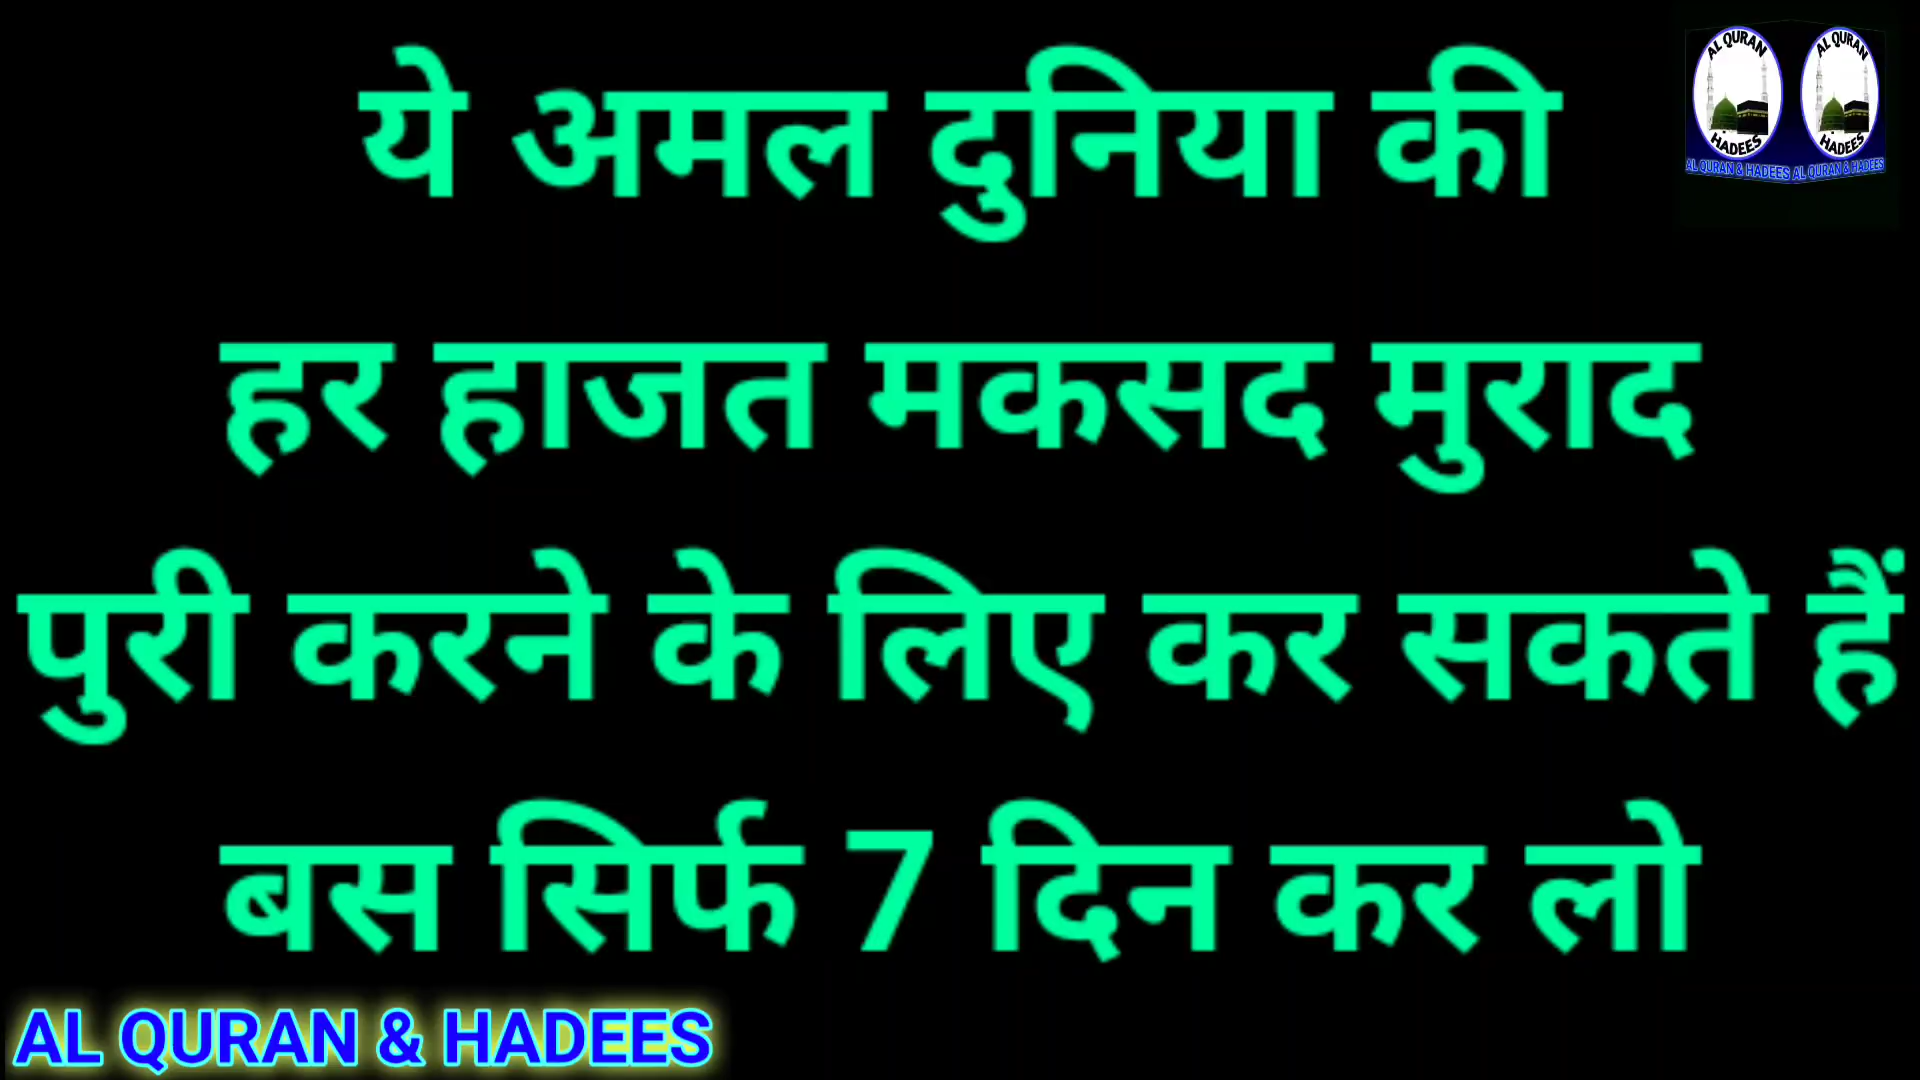 ये अमल दुनिया की
हर हाजत मकसद मुराद
पुरी करने के लिए कर सकते हैं
बस सिर्फ 7 दिन कर लो
AL QURAN & HADEES
AL QURAN
HADEES
AL QURAN & HADEES
AL QURAN
HADEES
AL QURAN & HADEES